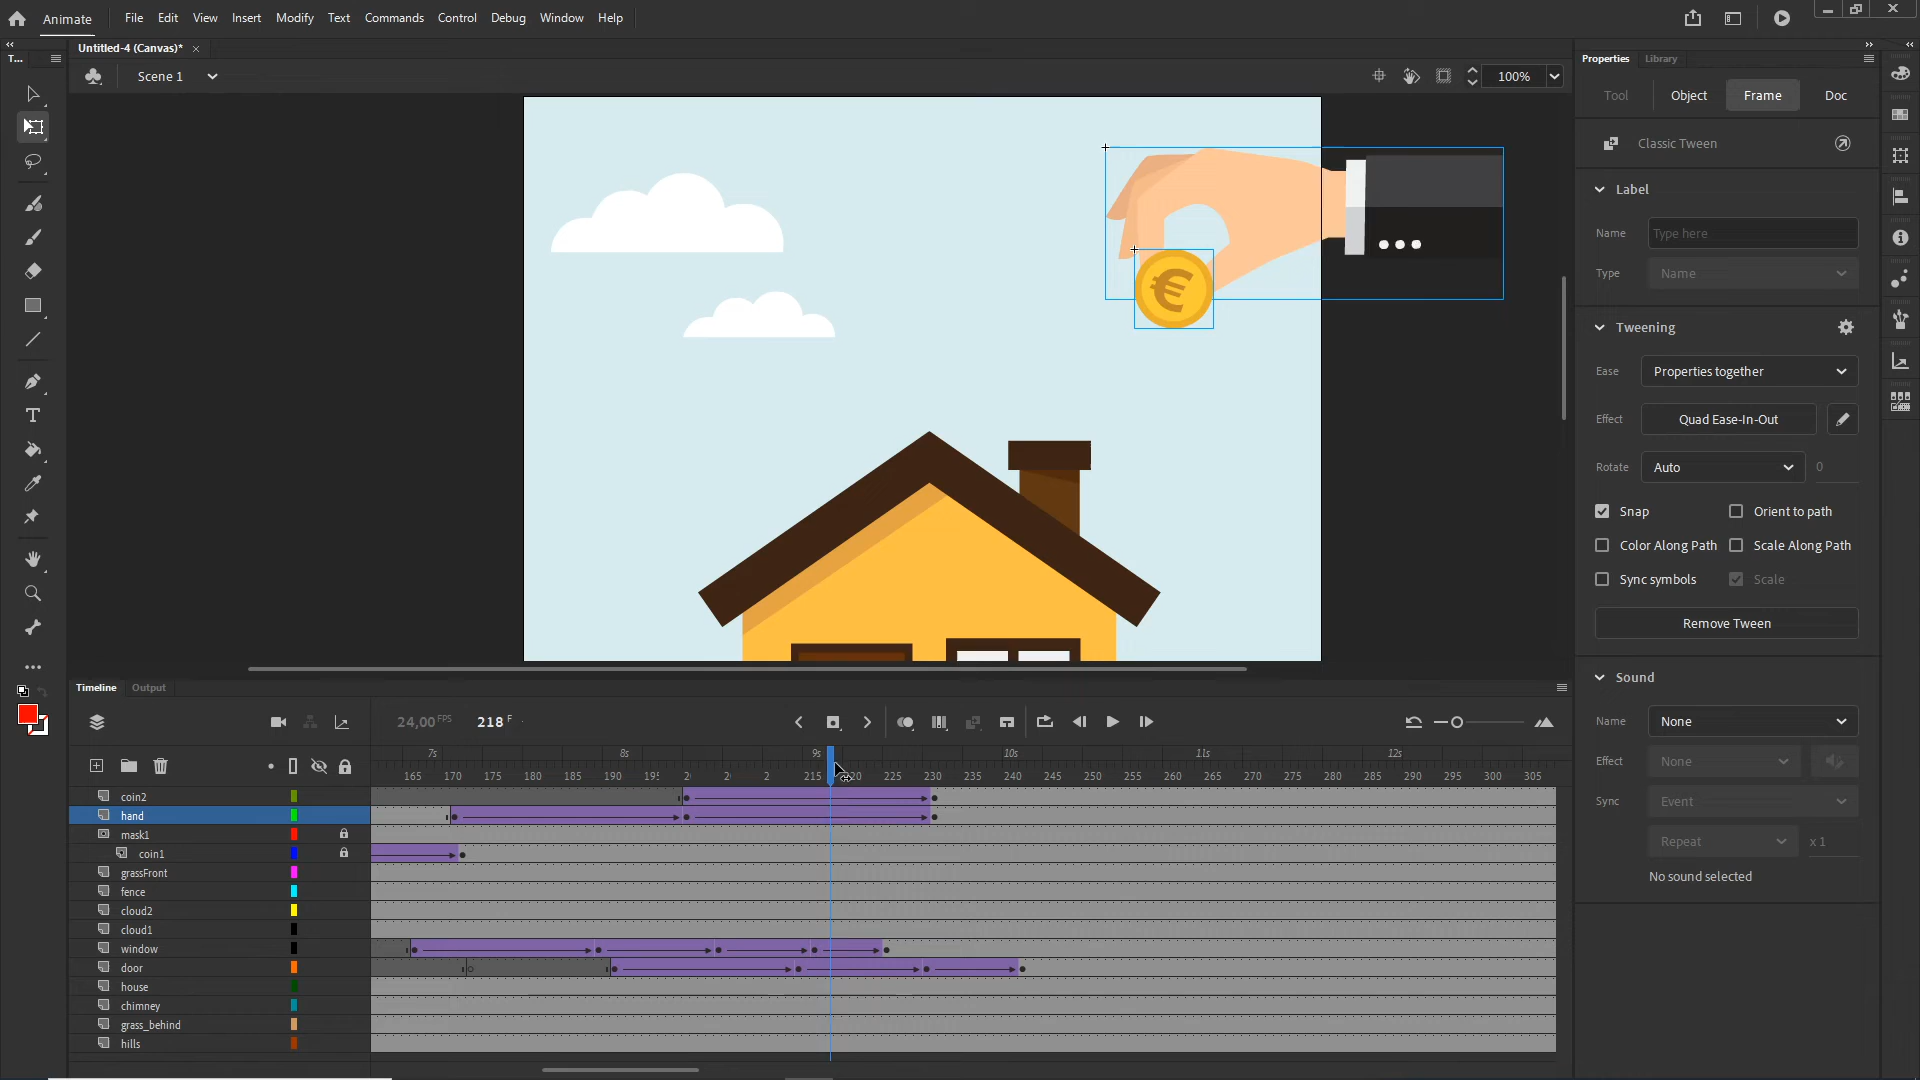 Animate File Edit View Insert Modify Text Commands Control Debug Window Help
Untitled-4 (Canvas)*
Scene 1
100%
T...
Properties Library
Tool Object Frame Doc
Classic Tween
Label
Name Type here
Type Name
Tweening
Ease Properties together
Effect Quad Ease-In-Out
Rotate Auto 0
Snap Orient to path
Color Along Path Scale Along Path
Sync symbols Scale
Remove Tween
Sound
Name None
Effect None
Sync Event
Repeat x 1
No sound selected
Timeline Output
24,00 FPS 218 F
7s 8s 9s 10s 11s 12s
165 170 175 180 185 190 195 2 2 2 215 220 225 230 235 240 245 250 255 260 265 270 275 280 285 290 295 300 305
coin2
hand
mask1
coin1
grassFront
fence
cloud2
cloud1
window
door
house
chimney
grass_behind
hills